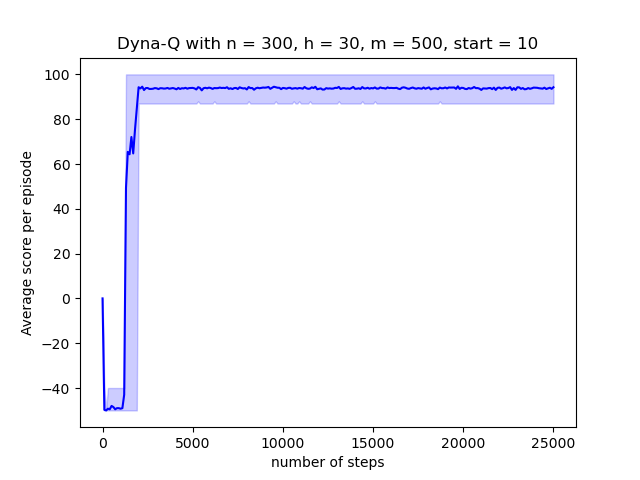 Dyna-Q with n = 300, h = 30, m = 500, start = 10
100
80
60
40
20
0
−20
−40
Average score per episode
0 5000 10000 15000 20000 25000
number of steps